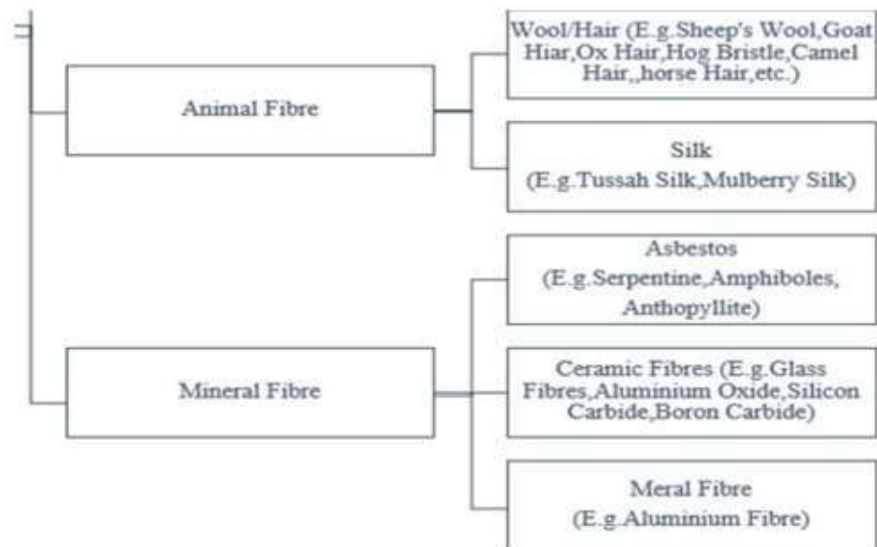 Wool/Hair (E.g.Sheep's Wool,Goat
Hiar,Ox Hair,Hog Bristle,Camel
Hair,,horse Hair,etc.)
Animal Fibre
Silk
(E.g.Tussah Silk,Mulberry Silk)
Asbestos
(E.g.Serpentine,Amphiboles,
Anthopyllite)
Mineral Fibre
Ceramic Fibres (E.g.Glass
Fibres,Aluminium Oxide,Silicon
Carbide,Boron Carbide)
Meral Fibre
(E.g.Aluminium Fibre)